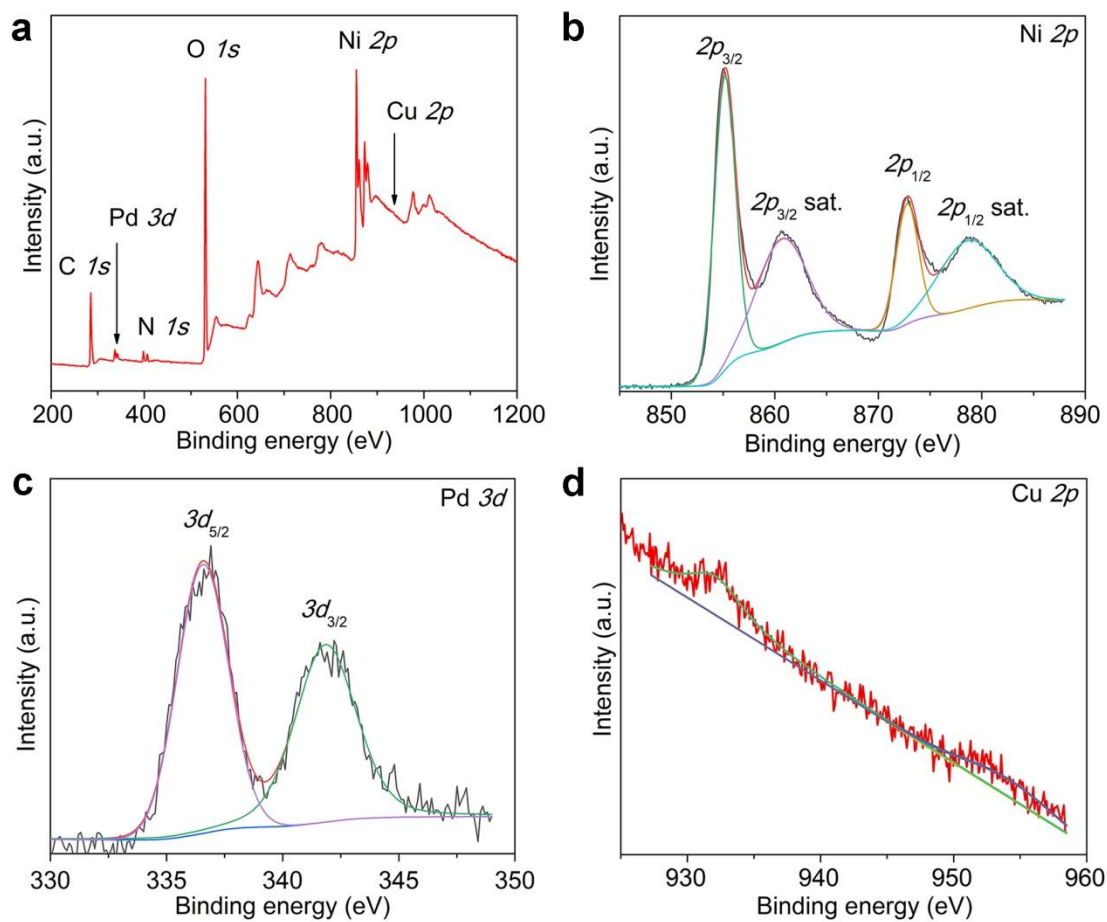 a
O 1s
Ni 2p
Cu 2p
Pd 3d
C 1s
N 1s
Intensity (a.u.)
200 400 600 800 1000 1200
Binding energy (eV)
b
Ni 2p
2p3/2
2p1/2
2p3/2 sat.
2p1/2 sat.
Intensity (a.u.)
850 860 870 880 890
Binding energy (eV)
c
Pd 3d
3d5/2
3d3/2
Intensity (a.u.)
330 335 340 345 350
Binding energy (eV)
d
Cu 2p
Intensity (a.u.)
930 940 950 960
Binding energy (eV)